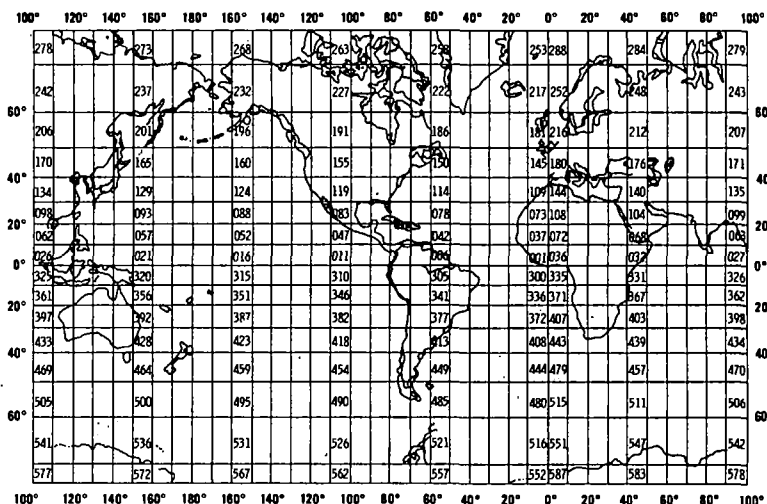 100° 120° 140° 160° 180° 160° 140° 120° 100° 80° 60° 40° 20° 0° 20° 40° 60° 80° 100°
278 273 268 263 258 253 288 284 279
242 237 232 227 222 217 252 248 243
60° 60
206 201 196 191 186 181 216 212 207
170 165 160 155 150 145 180 176 171
40° 40
134 129 124 119 114 109 144 140 135
098 093 088 083 078 073 108 104 099
20° 20
062 057 052 047 042 037 072 068 063
026 021 016 011 006 001 036 032 027
0° 0°
325 320 315 310 305 300 335 331 326
361 356 351 346 341 336 371 367 362
20° 20
397 392 387 382 377 372 407 403 398
433 428 423 418 413 408 443 439 434
40° 40
469 464 459 454 449 444 479 457 470
505 500 495 490 485 480 515 511 506
60° 60
541 536 531 526 521 516 551 547 542
577 572 567 562 557 552 587 583 578
100° 120° 140° 160° 180° 160° 140° 120° 100° 80° 60° 40° 20° 0° 20° 40° 60° 80° 100°